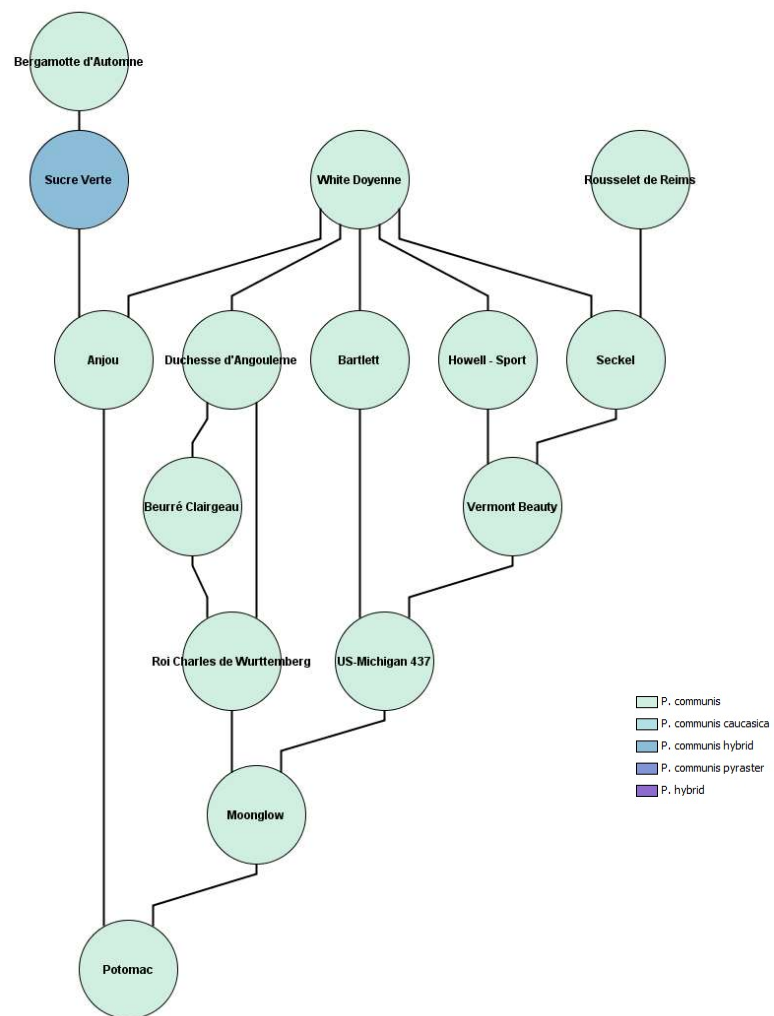 Bergamotte d'Automne
Sucre Verte
White Doyenne
Rousselet de Reims
Anjou
Duchesse d'Angouleme
Bartlett
Howell - Sport
Seckel
Beurré Clairgeau
Vermont Beauty
Roi Charles de Wurttemberg
US-Michigan 437
P. communis
P. communis caucasica
P. communis hybrid
P. communis pyraster
P. hybrid
Moonglow
Potomac